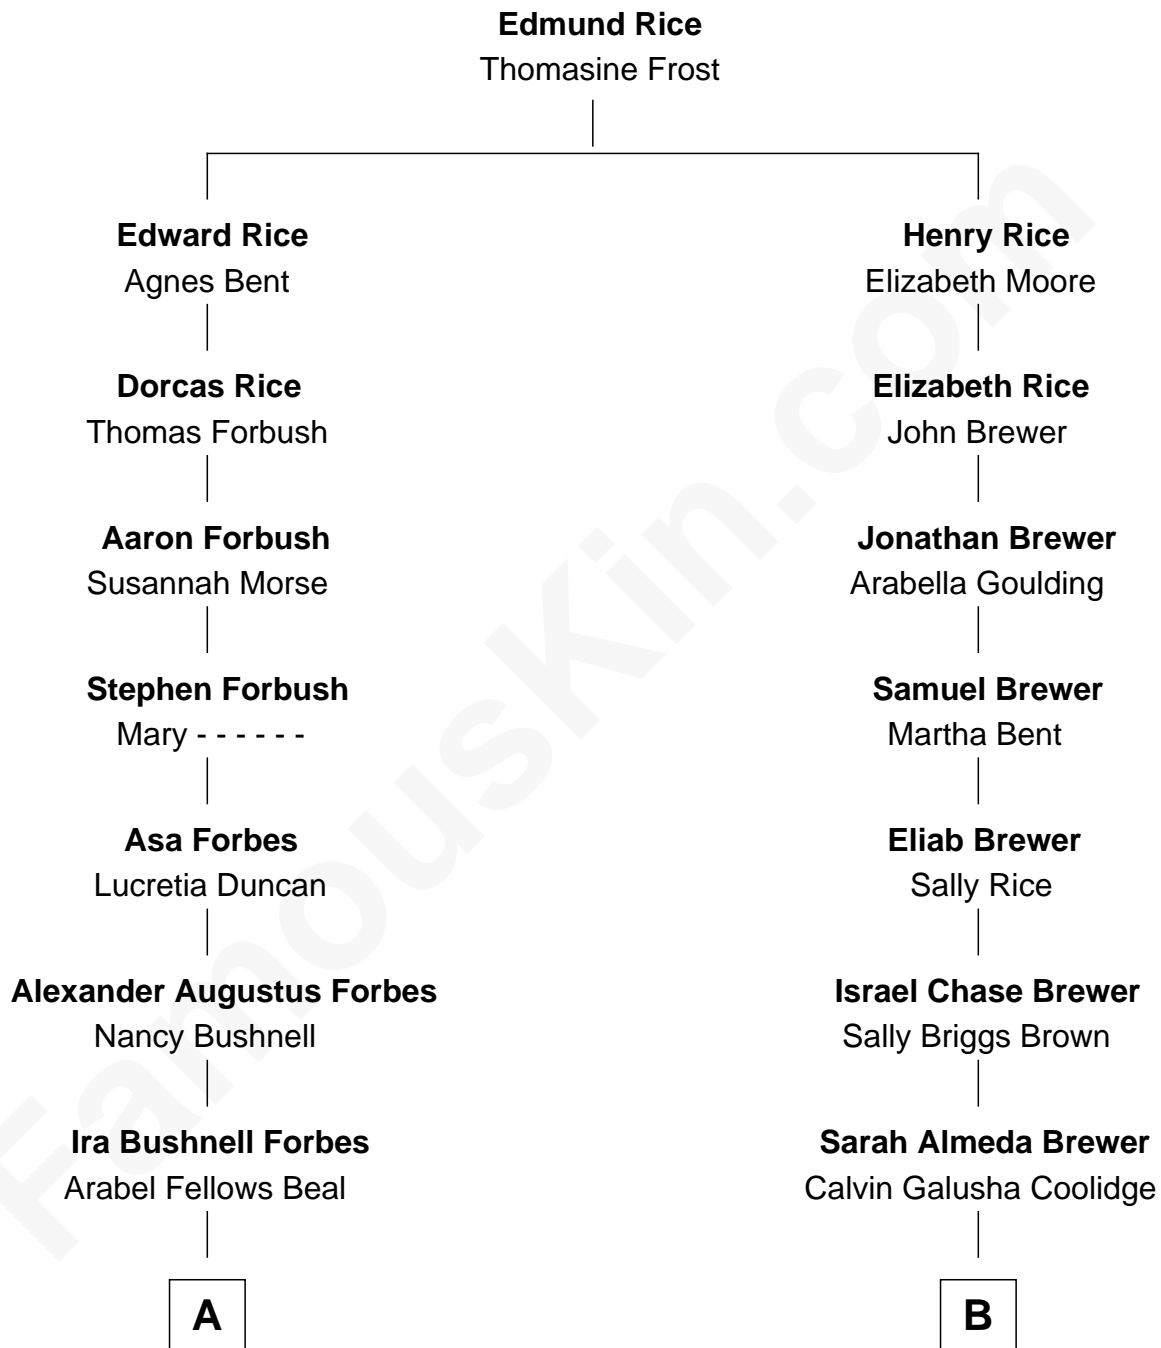 Edmund Rice
Thomasine Frost
Edward Rice
Agnes Bent
Henry Rice
Elizabeth Moore
Dorcas Rice
Thomas Forbush
Elizabeth Rice
John Brewer
Aaron Forbush
Susannah Morse
Jonathan Brewer
Arabella Goulding
Stephen Forbush
Mary - - - - - -
Samuel Brewer
Martha Bent
Asa Forbes
Lucretia Duncan
Eliab Brewer
Sally Rice
Alexander Augustus Forbes
Nancy Bushnell
Israel Chase Brewer
Sally Briggs Brown
Ira Bushnell Forbes
Arabel Fellows Beal
Sarah Almeda Brewer
Calvin Galusha Coolidge
A
B
FamousKin.com